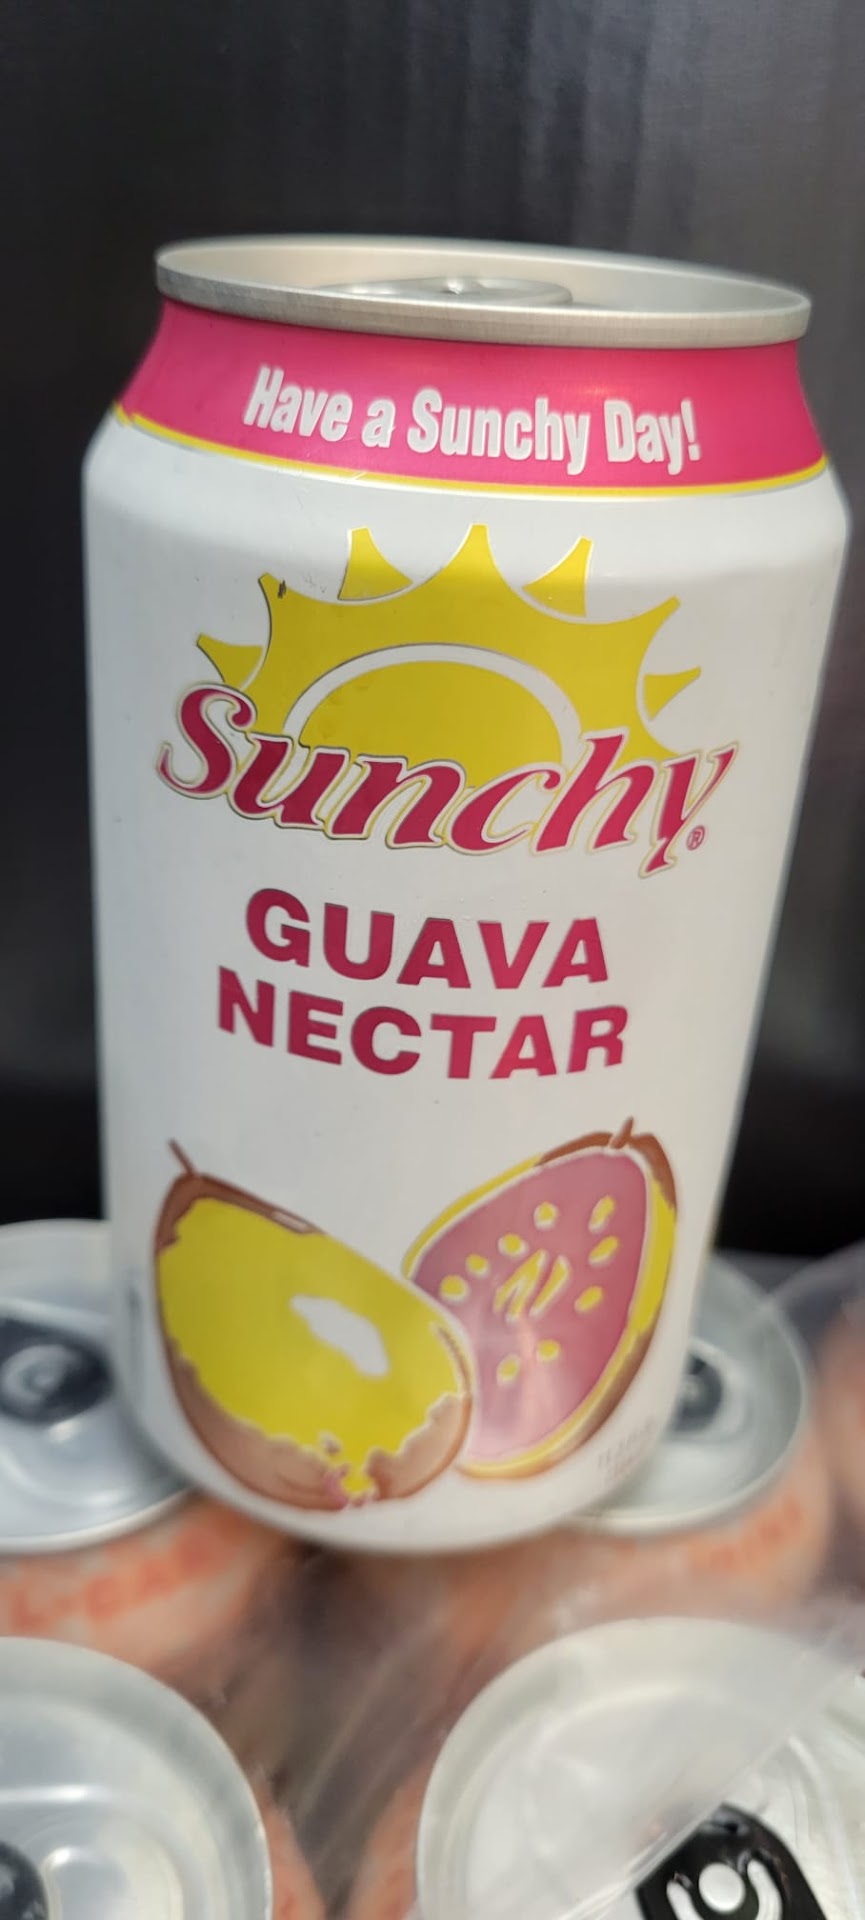 Have a Sunchy Day!
Sunchy®
GUAVA
NECTAR